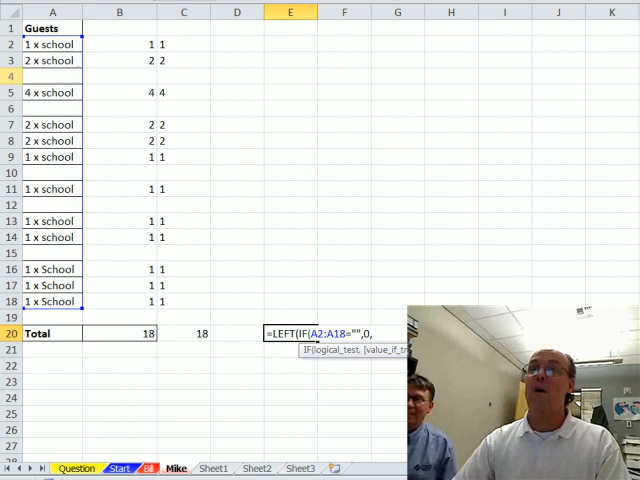 A B C D E F G H I J K
1 Guests
2 1 x school 1 1
3 2 x school 2 2
4
5 4 x school 4 4
6
7 2 x school 2 2
8 2 x school 2 2
9 1 x school 1 1
10
11 1 x school 1 1
12
13 1 x school 1 1
14 1 x school 1 1
15
16 1 x School 1 1
17 1 x School 1 1
18 1 x School 1 1
19
20 Total 18 18 =LEFT(IF(A2:A18="",0,
21 IF(logical_test, [value_if_tr
22
23
24
25
26
27
Question Start Bill Mike Sheet1 Sheet2 Sheet3